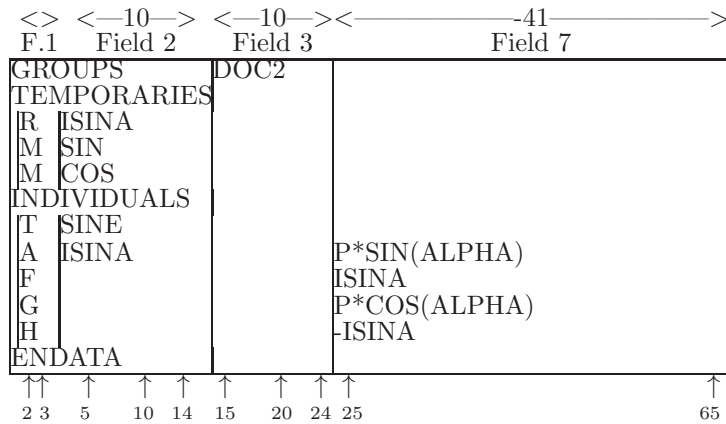 <> <—10—> <—10—> <——————-41——————>
F.1 Field 2 Field 3 Field 7
GROUPS DOC2
TEMPORARIES
R ISINA
M SIN
M COS
INDIVIDUALS
T SINE
A ISINA P*SIN(ALPHA)
F ISINA
G P*COS(ALPHA)
H -ISINA
ENDATA
↑ ↑ ↑ ↑ ↑ ↑ ↑ ↑ ↑ ↑
2 3 5 10 14 15 20 24 25 65